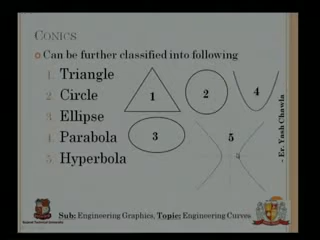 CONICS
Can be further classified into following
1. Triangle
2. Circle
3. Ellipse
4. Parabola
5. Hyperbola
1
2
4
3
5
- Er. Yash Chawla
Sub: Engineering Graphics, Topic: Engineering Curves